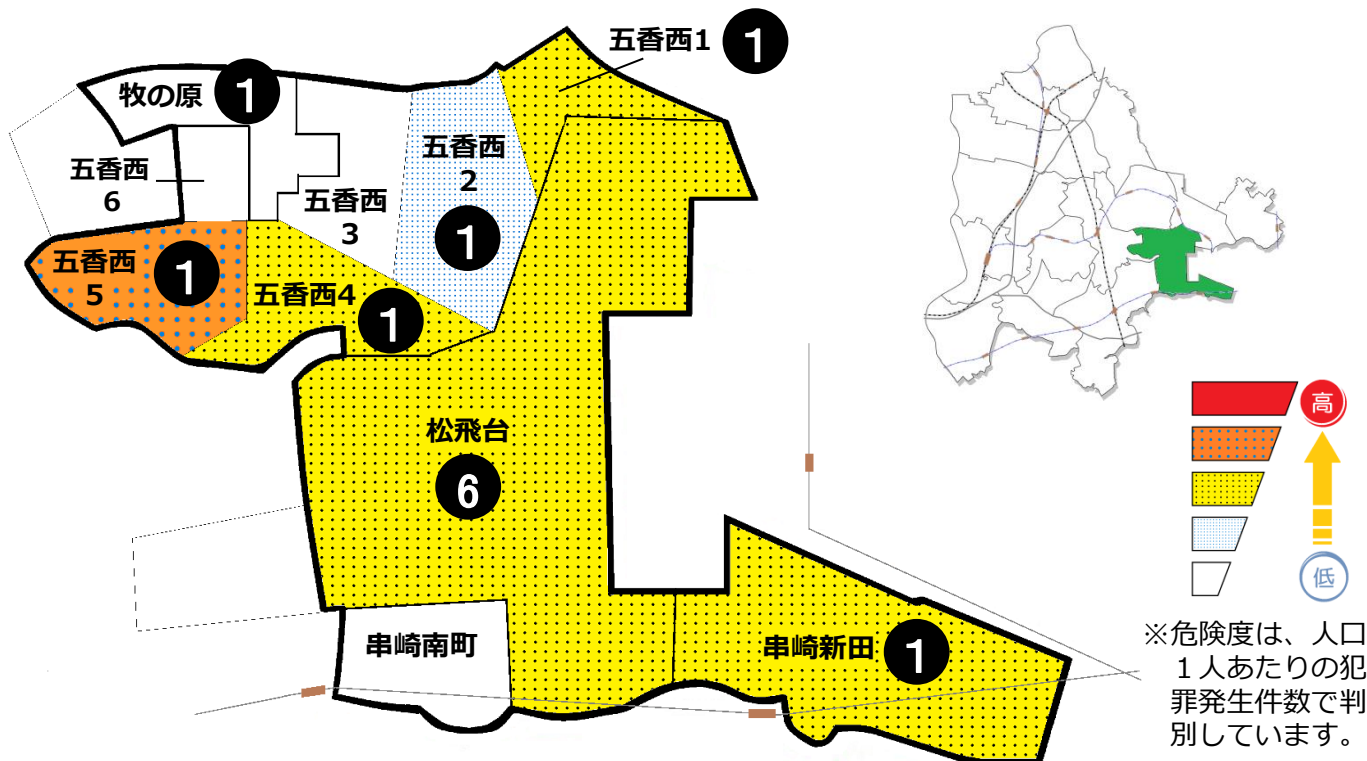 五香西1
1
牧の原
1
五香西
2
1
五香西
6
五香西
3
五香西
5
1
五香西4
1
松飛台
6
串崎南町
串崎新田
1
高
低
※危険度は、人口
１人あたりの犯
罪発生件数で判
別しています。